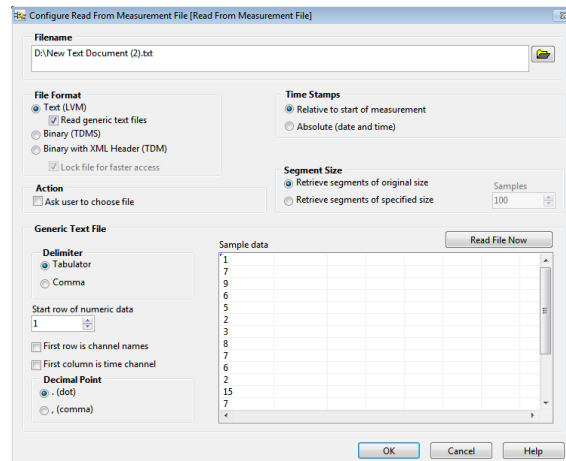 Configure Read From Measurement File [Read From Measurement File]
Filename
D:\New Text Document (2).txt
File Format
Text (LVM)
Read generic text files
Binary (TDMS)
Binary with XML Header (TDM)
Lock file for faster access
Time Stamps
Relative to start of measurement
Absolute (date and time)
Action
Ask user to choose file
Segment Size
Retrieve segments of original size
Retrieve segments of specified size
Samples
100
Generic Text File
Read File Now
Delimiter
Tabulator
Comma
Start row of numeric data
1
First row is channel names
First column is time channel
Decimal Point
. (dot)
, (comma)
Sample data
1
7
9
6
5
2
3
8
7
6
2
15
7
OK Cancel Help